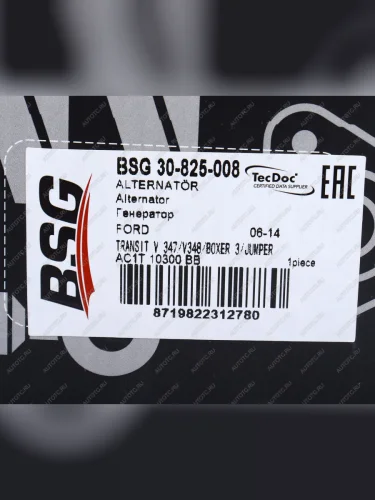 BSG
BSG 30-825-008
TecDoc
CERTIFIED DATA SUPPLIER
EAC
ALTERNATÖR
Alternator
Генератор
FORD 06-14
TRANSIT V 347/V348/BOXER 3/JUMPER
AC1T 10300 BB
1piece
8719822312780